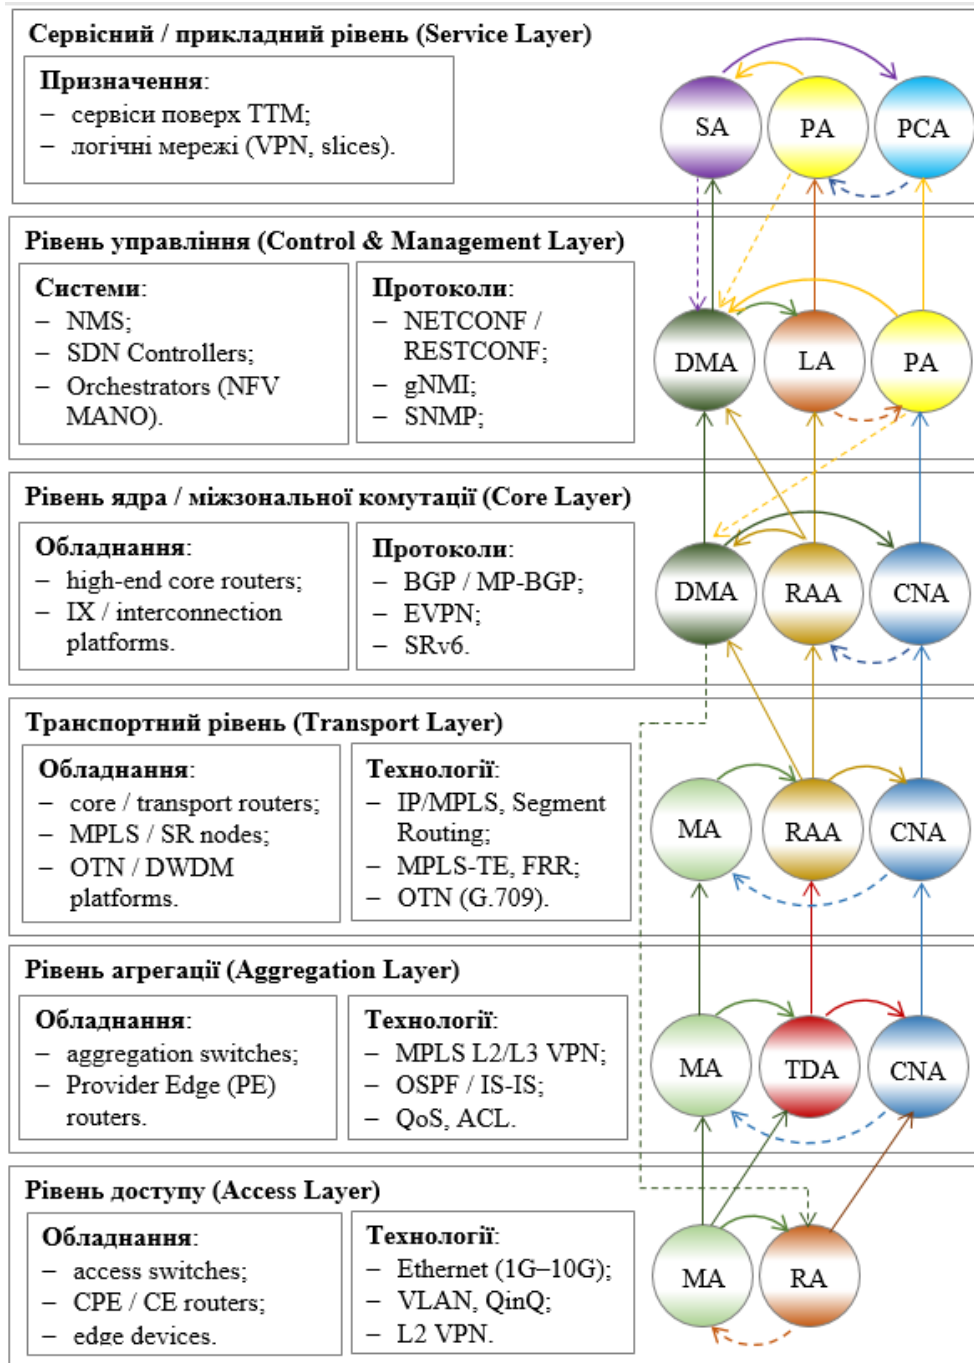 Сервісний / прикладний рівень (Service Layer)
Призначення:
– сервіси поверх ТТМ;
– логічні мережі (VPN, slices).
SA
PA
PCA
Рівень управління (Control & Management Layer)
Системи:
– NMS;
– SDN Controllers;
– Orchestrators (NFV
MANO).
Протоколи:
– NETCONF /
RESTCONF;
– gNMI;
– SNMP;
DMA
LA
PA
Рівень ядра / міжзональної комутації (Core Layer)
Обладнання:
– high-end core routers;
– IX / interconnection
platforms.
Протоколи:
– BGP / MP-BGP;
– EVPN;
– SRv6.
DMA
RAA
CNA
Транспортний рівень (Transport Layer)
Обладнання:
– core / transport routers;
– MPLS / SR nodes;
– OTN / DWDM
platforms.
Технології:
– IP/MPLS, Segment
Routing;
– MPLS-TE, FRR;
– OTN (G.709).
MA
RAA
CNA
Рівень агрегації (Aggregation Layer)
Обладнання:
– aggregation switches;
– Provider Edge (PE)
routers.
Технології:
– MPLS L2/L3 VPN;
– OSPF / IS-IS;
– QoS, ACL.
MA
TDA
CNA
Рівень доступу (Access Layer)
Обладнання:
– access switches;
– CPE / CE routers;
– edge devices.
Технології:
– Ethernet (1G–10G);
– VLAN, QinQ;
– L2 VPN.
MA
RA